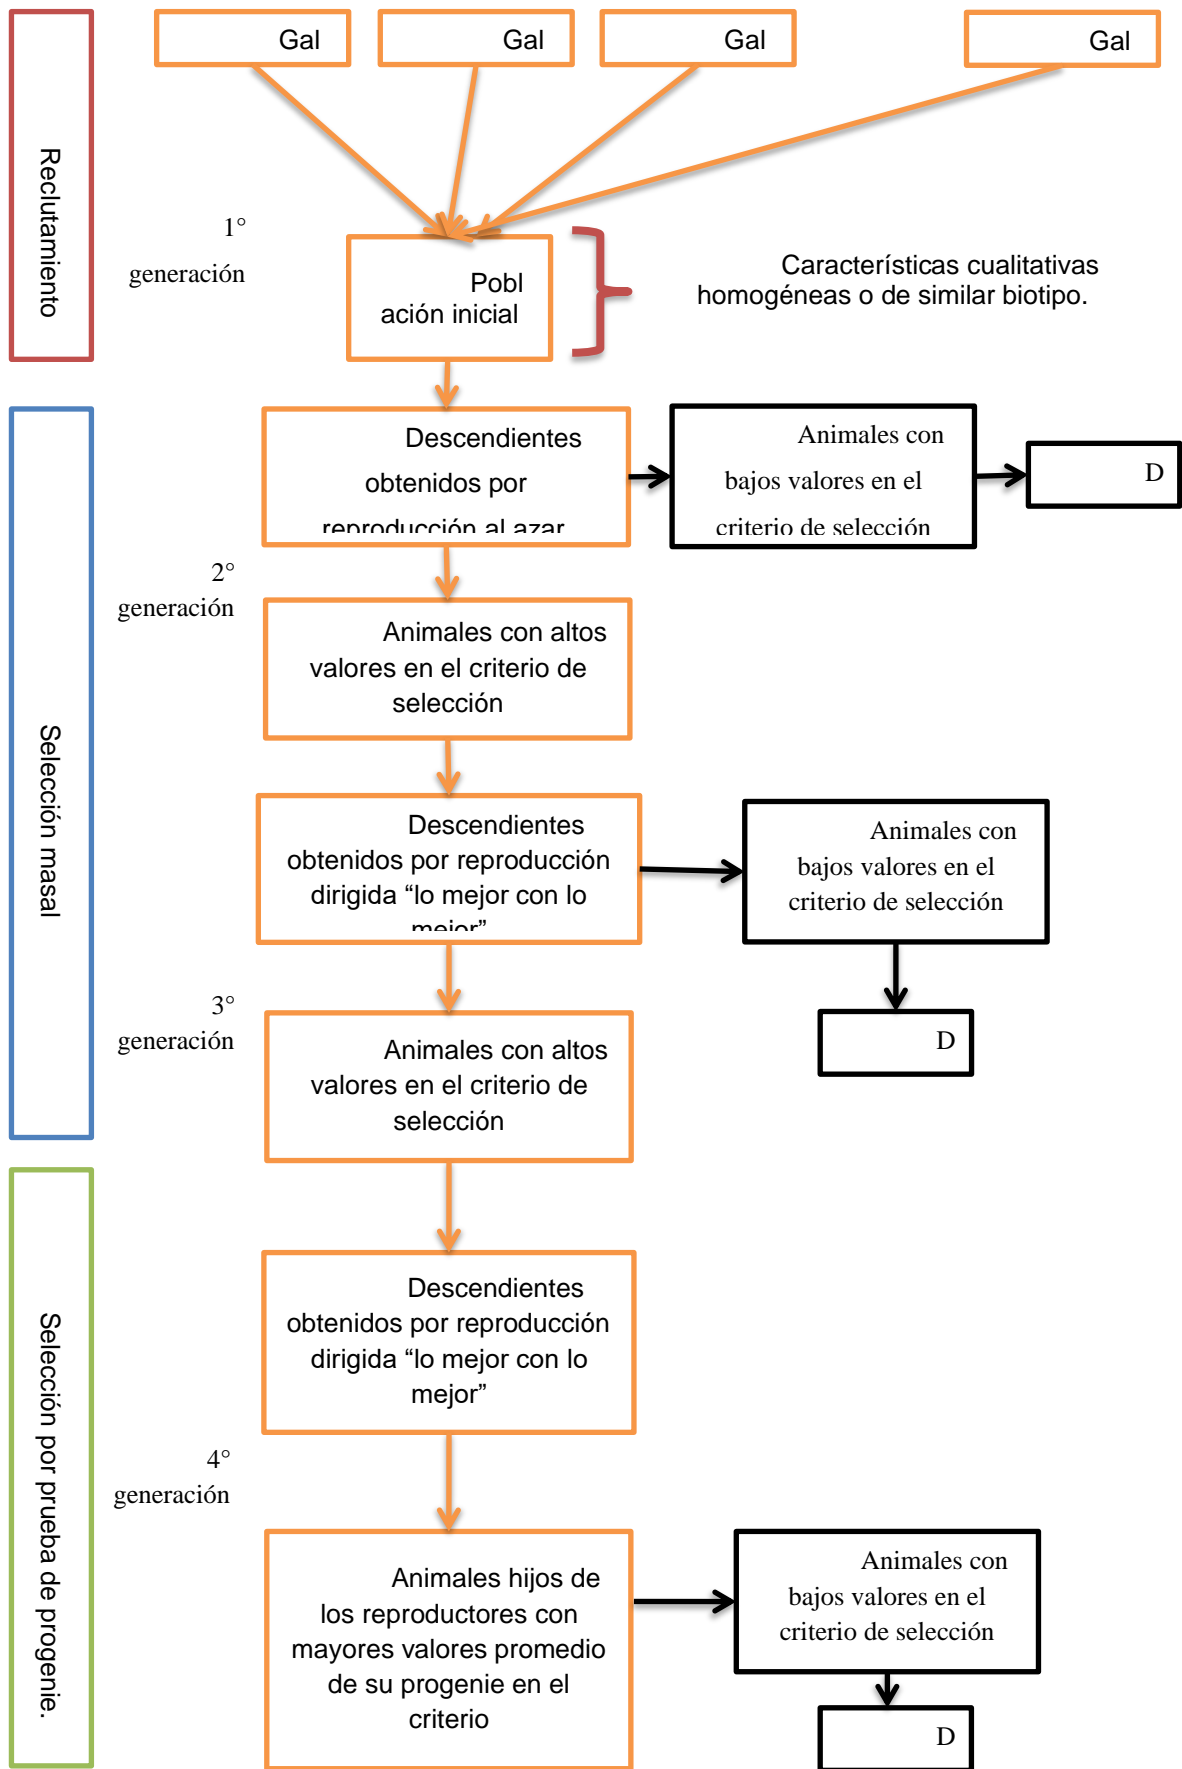 Gal
Gal
Gal
Gal
Reclutamiento
1°
generación
Pobl
ación inicial
Características cualitativas
homogéneas o de similar biotipo.
Selección masal
Descendientes
obtenidos por
reproducción al azar
Animales con
bajos valores en el
criterio de selección
D
2°
generación
Animales con altos
valores en el criterio de
selección
Descendientes
obtenidos por reproducción
dirigida “lo mejor con lo
mejor”
Animales con
bajos valores en el
criterio de selección
D
3°
generación
Animales con altos
valores en el criterio de
selección
Selección por prueba de progenie.
Descendientes
obtenidos por reproducción
dirigida “lo mejor con lo
mejor”
4°
generación
Animales hijos de
los reproductores con
mayores valores promedio
de su progenie en el
criterio
Animales con
bajos valores en el
criterio de selección
D